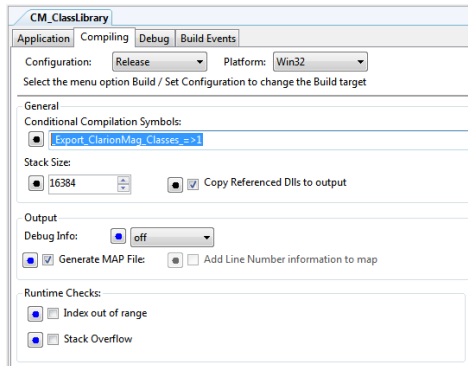 CM_ClassLibrary
Application Compiling Debug Build Events
Configuration: Release Platform: Win32
Select the menu option Build / Set Configuration to change the Build target
General
Conditional Compilation Symbols:
_Export_ClarionMag_Classes_=>1
Stack Size:
16384 Copy Referenced Dlls to output
Output
Debug Info: off
Generate MAP File: Add Line Number information to map
Runtime Checks:
Index out of range
Stack Overflow